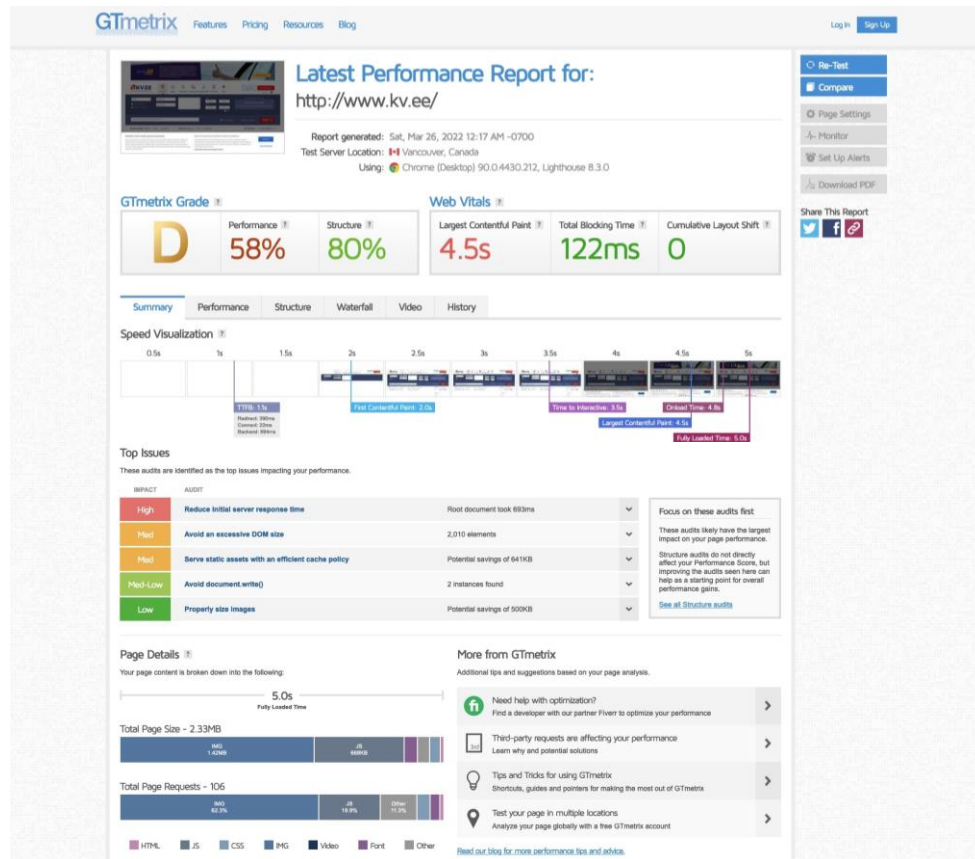 GTmetrix Features Pricing Resources Blog Log In Sign Up
Latest Performance Report for:
http://www.kv.ee/
Report generated: Sat, Mar 26, 2022 12:17 AM -0700
Test Server Location: Vancouver, Canada
Using: Chrome (Desktop) 90.0.4430.212, Lighthouse 8.3.0
Re-Test
Compare
Page Settings
Monitor
Set Up Alerts
Download PDF
Share This Report
GTmetrix Grade ?
D
Performance ?
58%
Structure ?
80%
Web Vitals ?
Largest Contentful Paint ?
4.5s
Total Blocking Time ?
122ms
Cumulative Layout Shift ?
0
Summary Performance Structure Waterfall Video History
Speed Visualization ?
0.5s 1s 1.5s 2s 2.5s 3s 3.5s 4s 4.5s 5s
TTFB: 1.1s
Connect: 22ms
First Contentful Paint: 2.0s
Time to Interactive: 3.5s
Onload Time: 4.8s
Largest Contentful Paint: 4.5s
Fully Loaded Time: 5.0s
Top Issues
These audits are identified as the top issues impacting your performance.
IMPACT AUDIT
High Reduce initial server response time Root document took 693ms
Med Avoid an excessive DOM size 2,010 elements
Med Serve static assets with an efficient cache policy Potential savings of 641KB
Med-Low Avoid document.write() 2 instances found
Low Properly size images Potential savings of 500KB
Focus on these audits first
These audits likely have the largest
impact on your page performance.
Structure audits do not directly
affect your Performance Score, but
improving the audits seen here can
help as a starting point for overall
performance gains.
See all Structure audits
Page Details ?
Your page content is broken down into the following:
5.0s
Fully Loaded Time
Total Page Size - 2.33MB
IMG JS
1.42MB
Total Page Requests - 106
IMG JS Other
62.3%
HTML JS CSS IMG Video Font Other
More from GTmetrix
Additional tips and suggestions based on your page analysis.
fi
Need help with optimization?
Find a developer with our partner Fiverr to optimize your performance
3rd
Third-party requests are affecting your performance
Learn why and potential solutions
Tips and Tricks for using GTmetrix
Shortcuts, guides and pointers for making the most out of GTmetrix
Test your page in multiple locations
Analyze your page globally with a free GTmetrix account
Read our blog for more performance tips and advice.